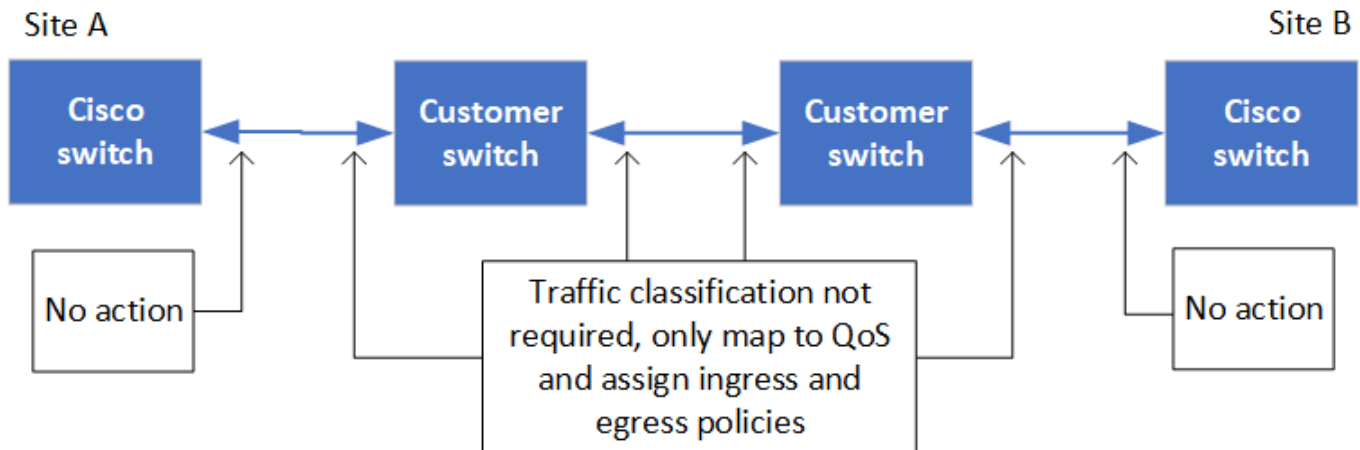 Site A
Site B
Cisco
switch
Customer
switch
Customer
switch
Cisco
switch
No action
Traffic classification not
required, only map to QoS
and assign ingress and
egress policies
No action